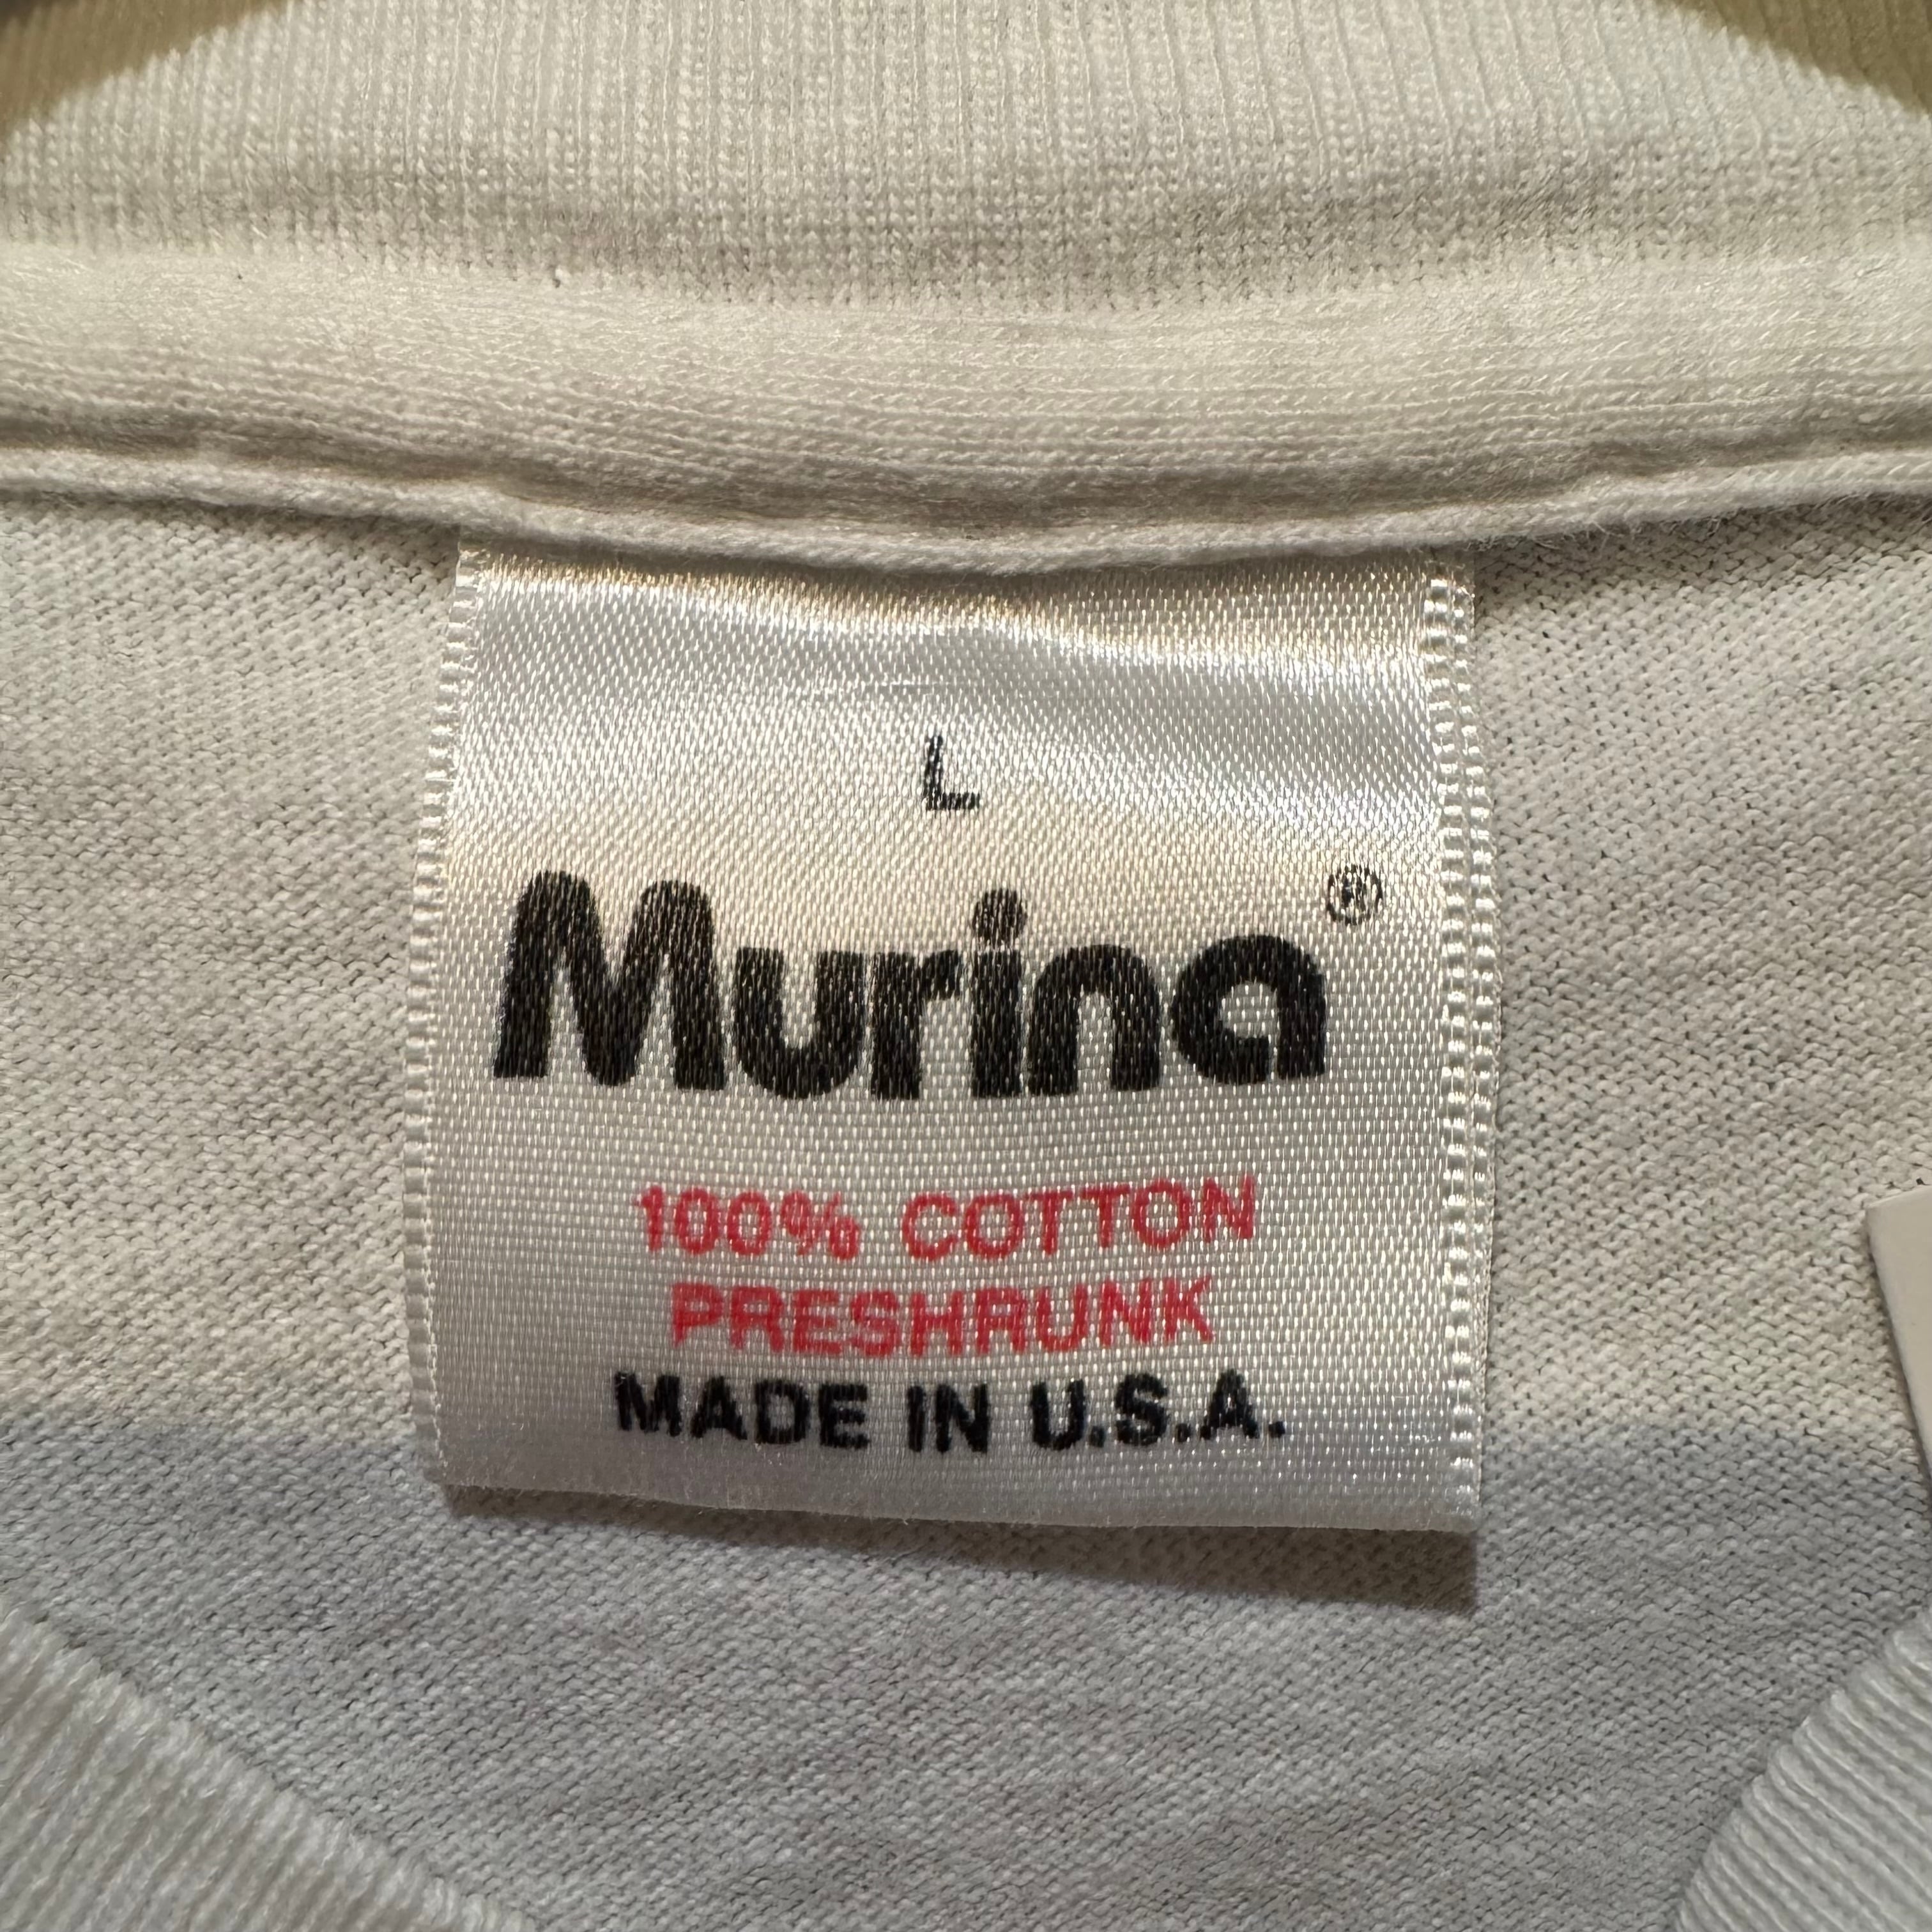 L
Murina®
100% COTTON
PRESHRUNK
MADE IN U.S.A.